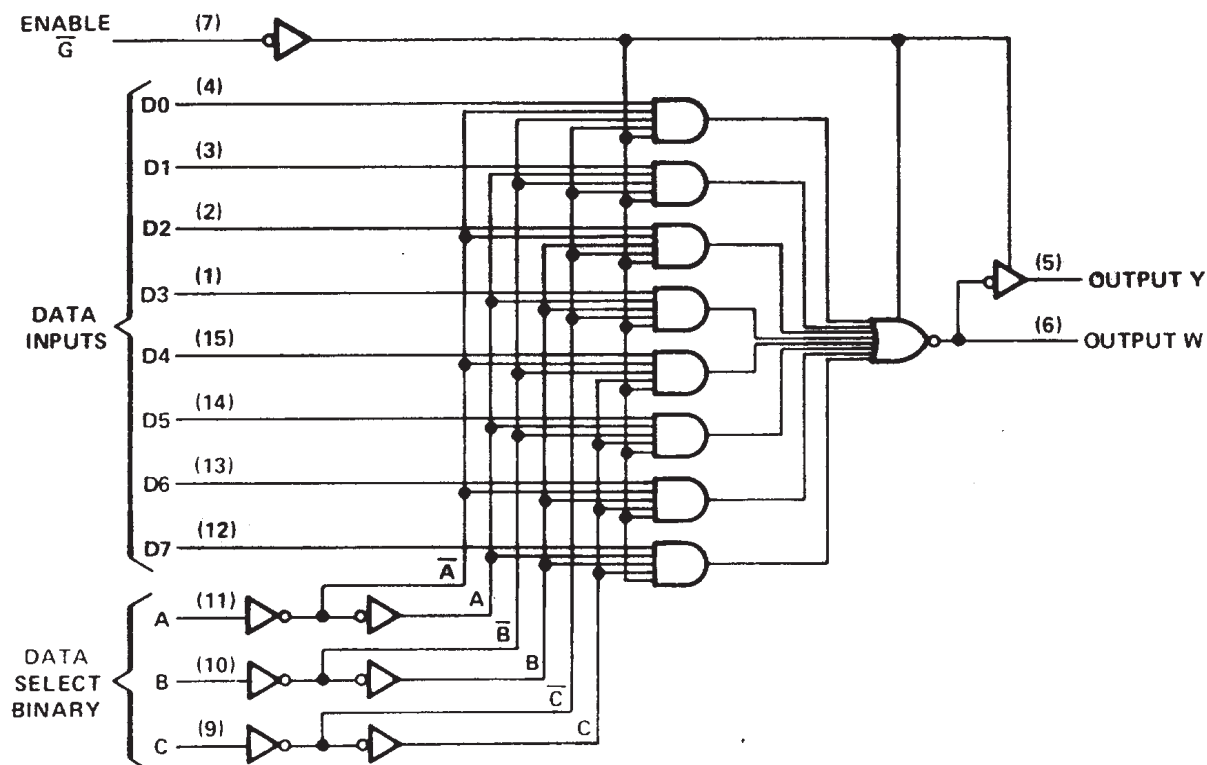 ENABLE
G̅
(7)
(4)
D0
(3)
D1
(2)
D2
(1)
D3
DATA
INPUTS
(15)
D4
(14)
D5
(13)
D6
(12)
D7
(5)
OUTPUT Y
(6)
OUTPUT W
A̅
(11)
A
A
B̅
DATA
SELECT
BINARY
(10)
B
B
C̅
(9)
C
C